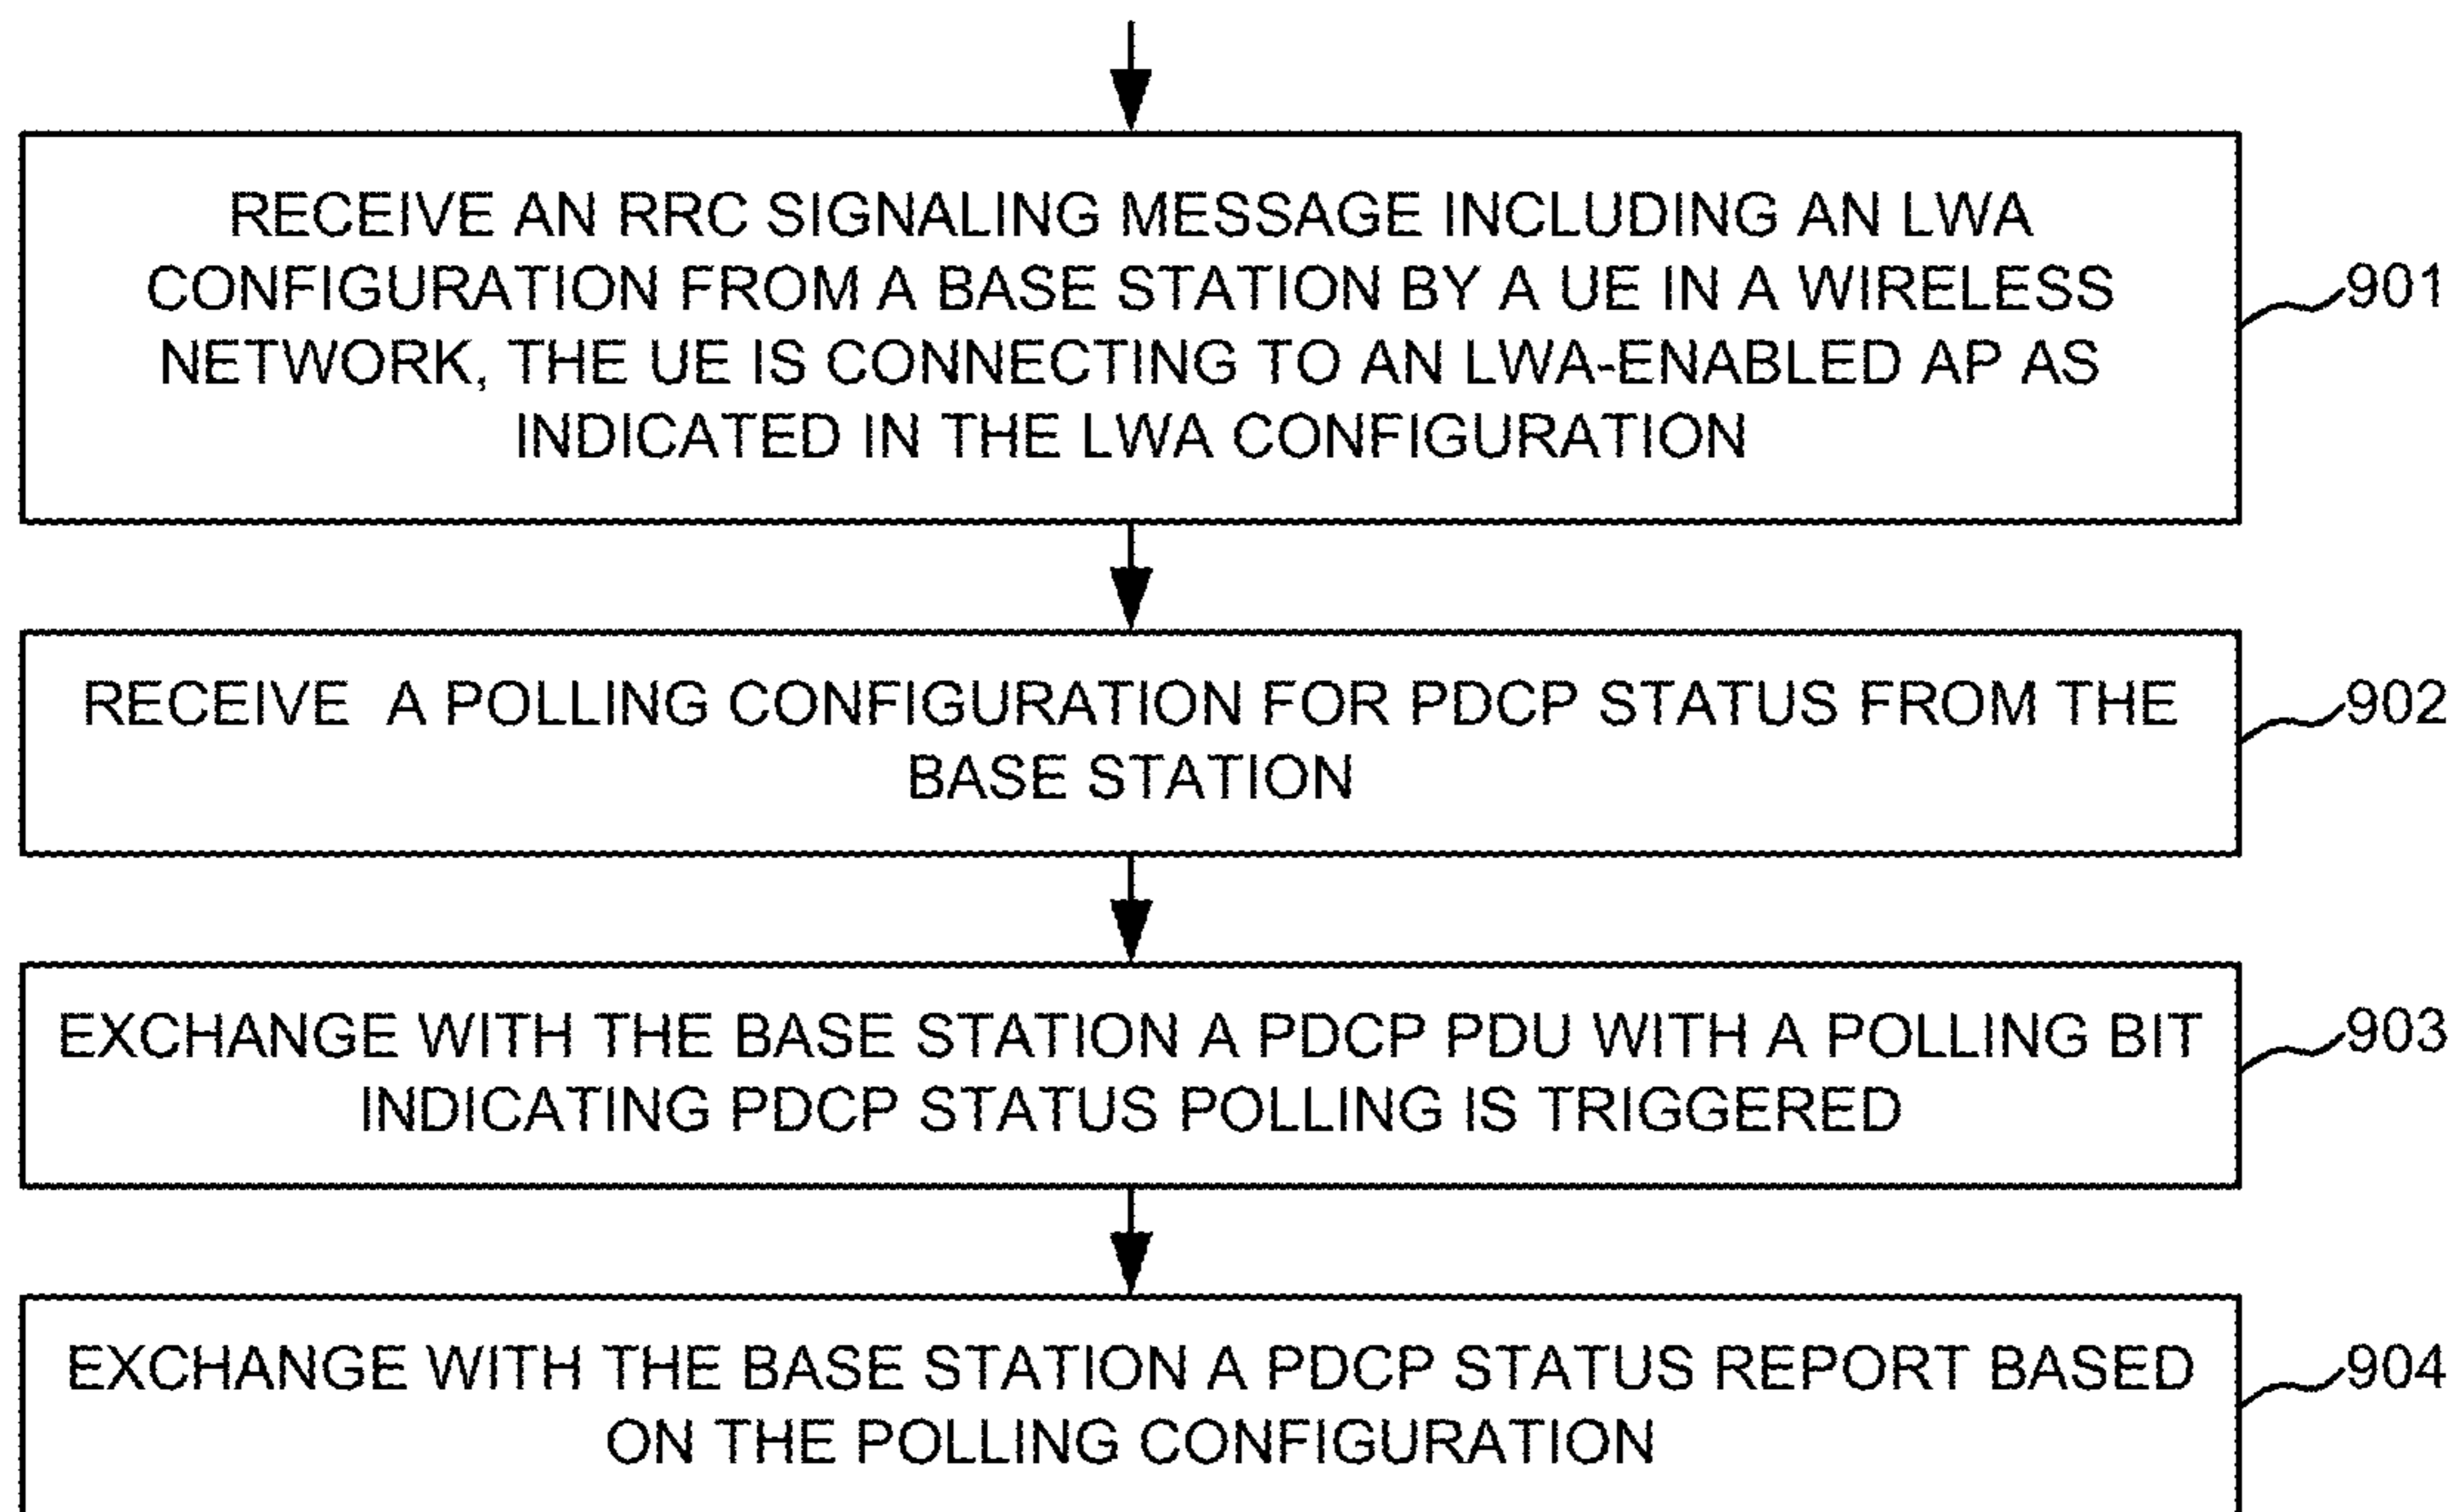 RECEIVE AN RRC SIGNALING MESSAGE INCLUDING AN LWA
CONFIGURATION FROM A BASE STATION BY A UE IN A WIRELESS
NETWORK, THE UE IS CONNECTING TO AN LWA-ENABLED AP AS
INDICATED IN THE LWA CONFIGURATION
901
RECEIVE A POLLING CONFIGURATION FOR PDCP STATUS FROM THE
BASE STATION
902
EXCHANGE WITH THE BASE STATION A PDCP PDU WITH A POLLING BIT
INDICATING PDCP STATUS POLLING IS TRIGGERED
903
EXCHANGE WITH THE BASE STATION A PDCP STATUS REPORT BASED
ON THE POLLING CONFIGURATION
904